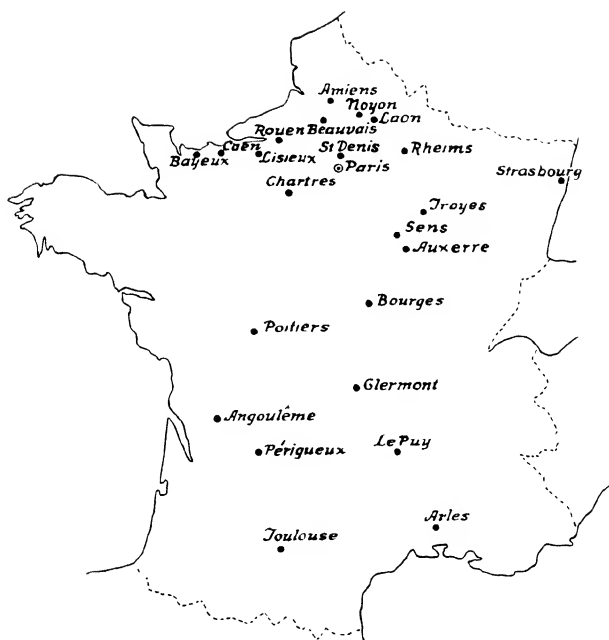 Amiens
Noyon
Laon
Rouen
Beauvais
Caen
Bayeux
Lisieux
St Denis
Rheims
Paris
Strasbourg
Chartres
Troyes
Sens
Auxerre
Bourges
Poitiers
Clermont
Angoulême
Périgueux
Le Puy
Arles
Toulouse